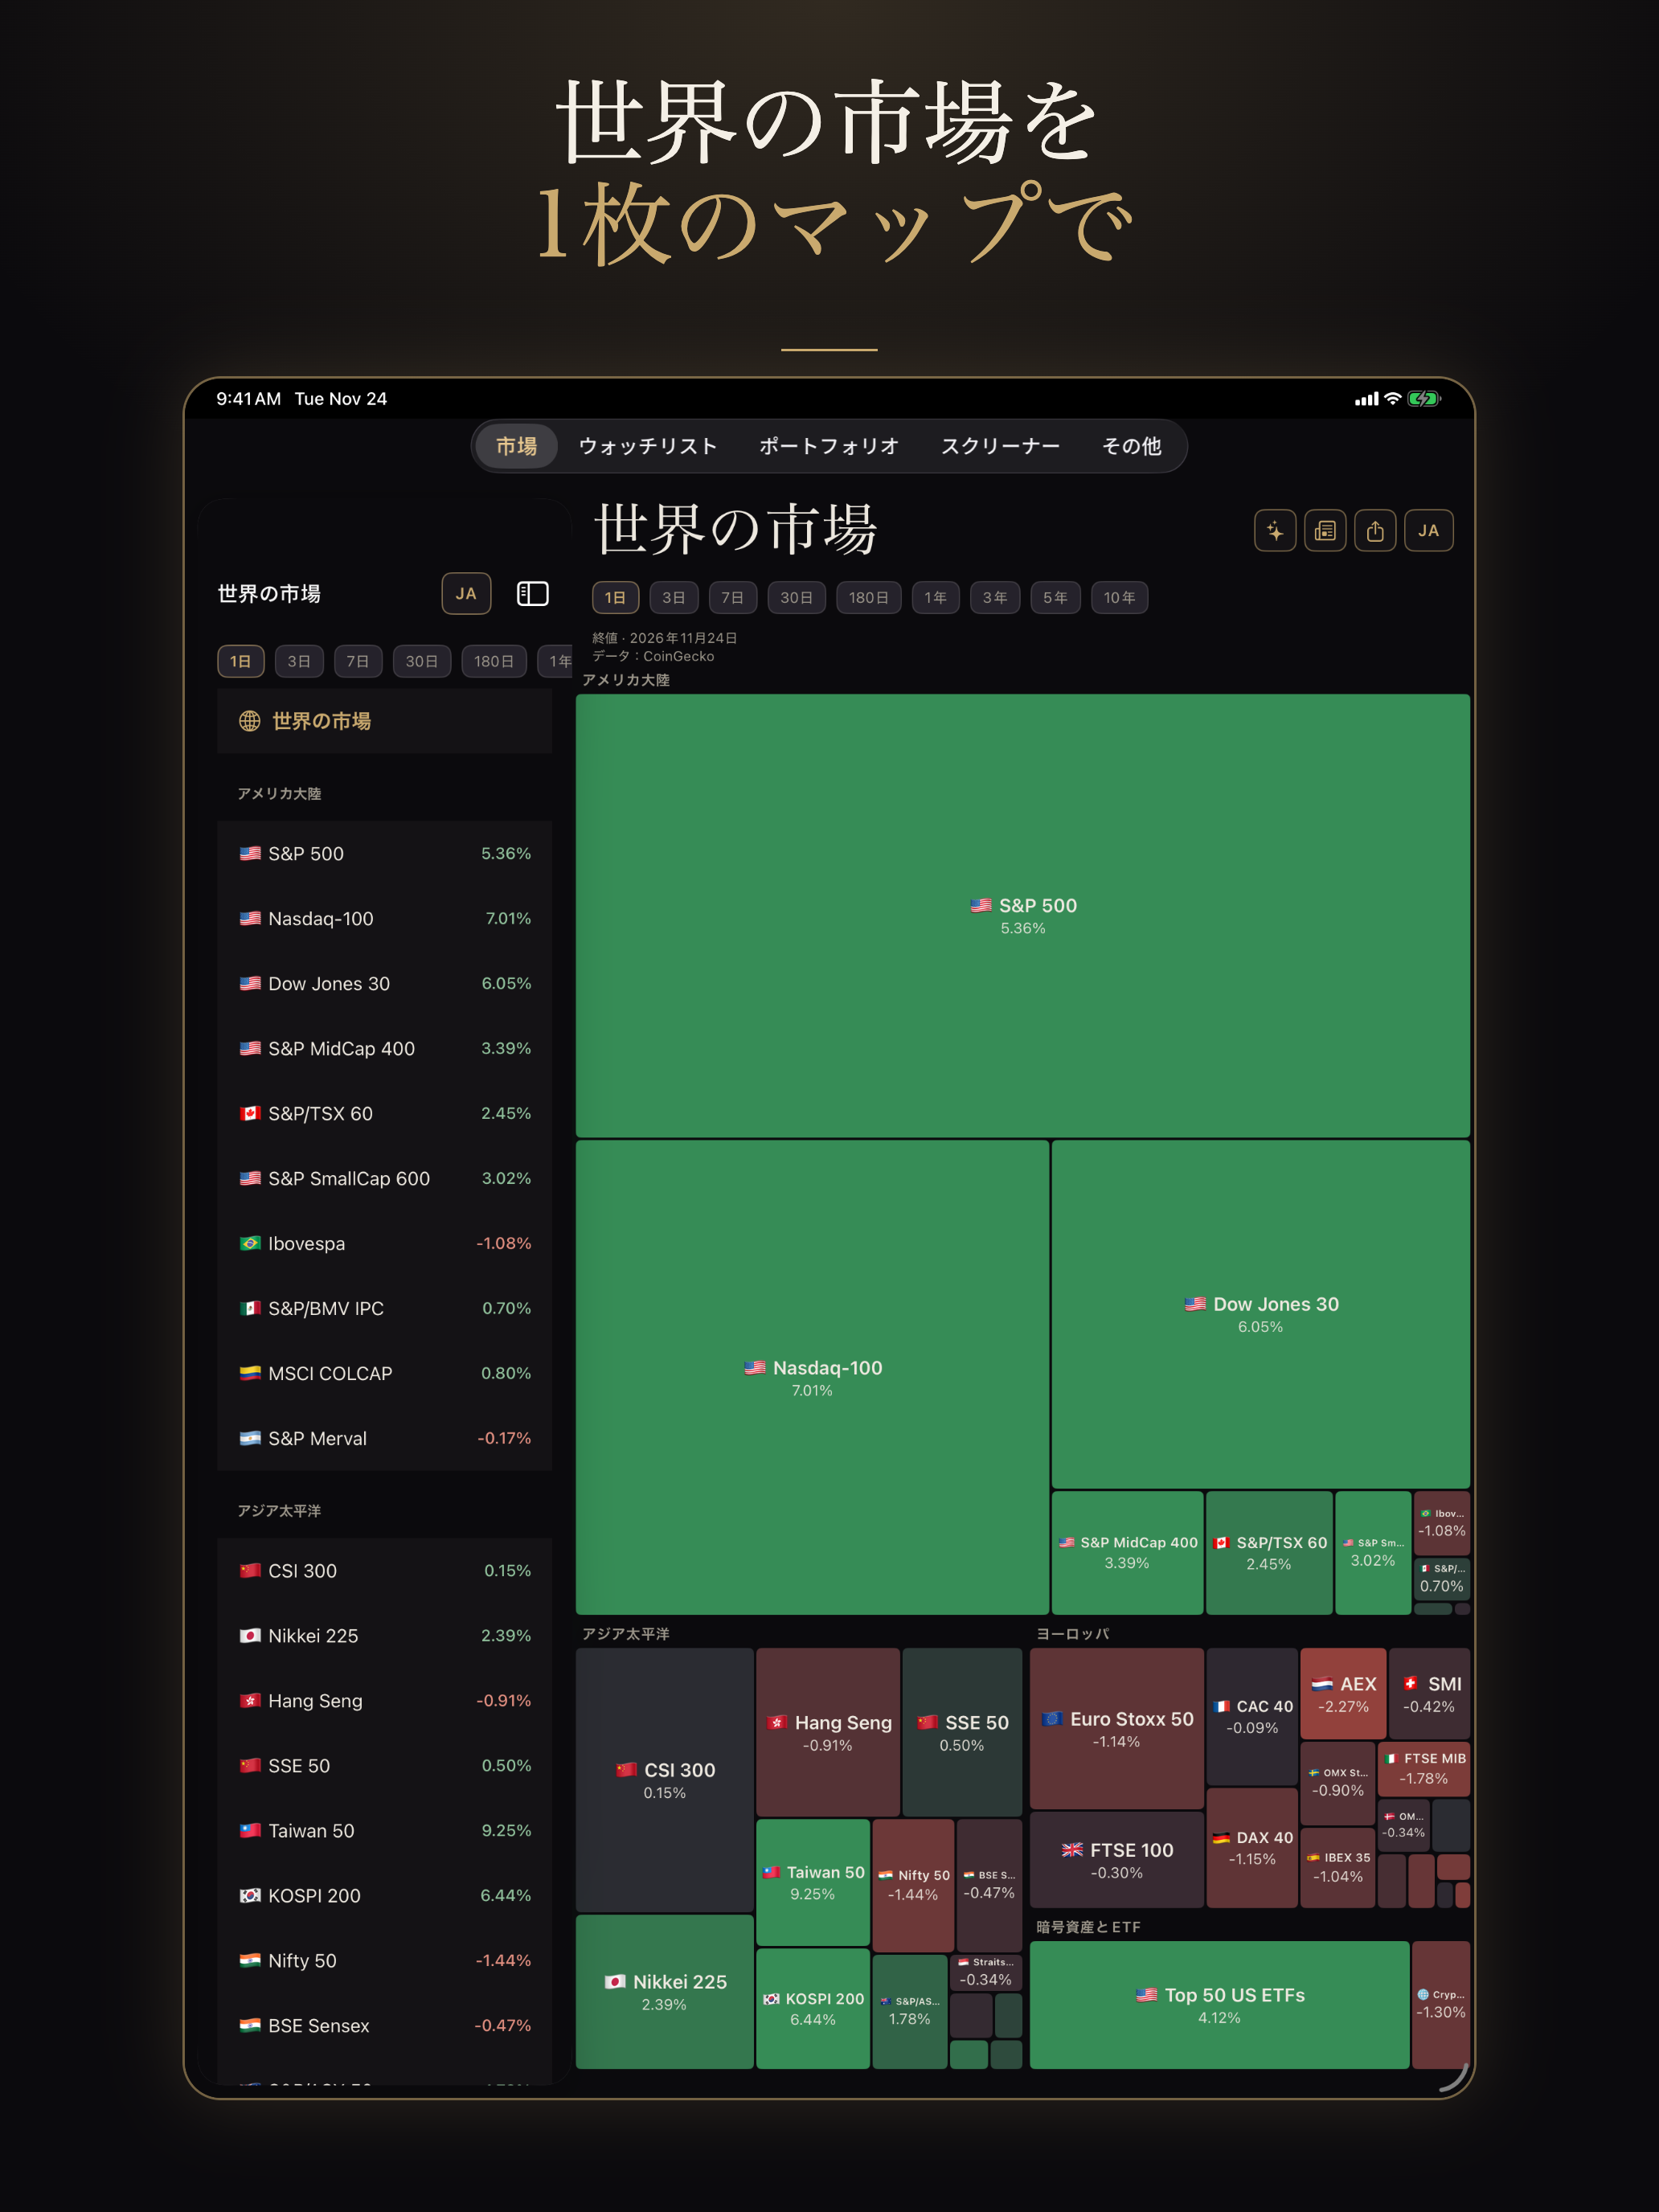 世界の市場を
1枚のマップで
9:41 AM Tue Nov 24
市場 ウォッチリスト ポートフォリオ スクリーナー その他
世界の市場 JA
1日 3日 7日 30日 180日 1年
世界の市場
アメリカ大陸
S&P 500 5.36%
Nasdaq-100 7.01%
Dow Jones 30 6.05%
S&P MidCap 400 3.39%
S&P/TSX 60 2.45%
S&P SmallCap 600 3.02%
Ibovespa -1.08%
S&P/BMV IPC 0.70%
MSCI COLCAP 0.80%
S&P Merval -0.17%
アジア太平洋
CSI 300 0.15%
Nikkei 225 2.39%
Hang Seng -0.91%
SSE 50 0.50%
Taiwan 50 9.25%
KOSPI 200 6.44%
Nifty 50 -1.44%
BSE Sensex -0.47%
世界の市場
JA
1日 3日 7日 30日 180日 1年 3年 5年 10年
終値 · 2026年11月24日
データ：CoinGecko
アメリカ大陸
S&P 500
5.36%
Nasdaq-100
7.01%
Dow Jones 30
6.05%
S&P MidCap 400
3.39%
S&P/TSX 60
2.45%
S&P Sm...
3.02%
Ibov...
-1.08%
S&P/...
0.70%
アジア太平洋
CSI 300
0.15%
Hang Seng
-0.91%
SSE 50
0.50%
Taiwan 50
9.25%
Nifty 50
-1.44%
BSE S...
-0.47%
Nikkei 225
2.39%
KOSPI 200
6.44%
S&P/AS...
1.78%
Straits...
-0.34%
ヨーロッパ
Euro Stoxx 50
-1.14%
FTSE 100
-0.30%
CAC 40
-0.09%
DAX 40
-1.15%
AEX
-2.27%
SMI
-0.42%
OMX St...
-0.90%
FTSE MIB
-1.78%
OM...
-0.34%
IBEX 35
-1.04%
暗号資産とETF
Top 50 US ETFs
4.12%
Cryp...
-1.30%